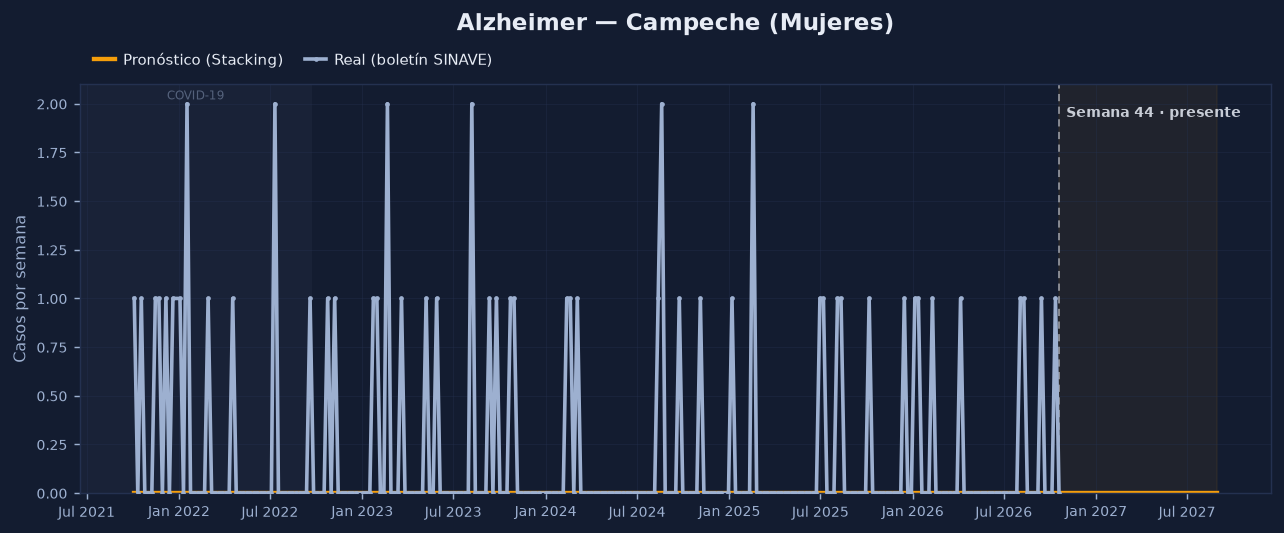 Alzheimer — Campeche (Mujeres)
Pronóstico (Stacking) Real (boletín SINAVE)
COVID-19
Semana 44 · presente
Casos por semana
2.00
1.75
1.50
1.25
1.00
0.75
0.50
0.25
0.00
Jul 2021 Jan 2022 Jul 2022 Jan 2023 Jul 2023 Jan 2024 Jul 2024 Jan 2025 Jul 2025 Jan 2026 Jul 2026 Jan 2027 Jul 2027